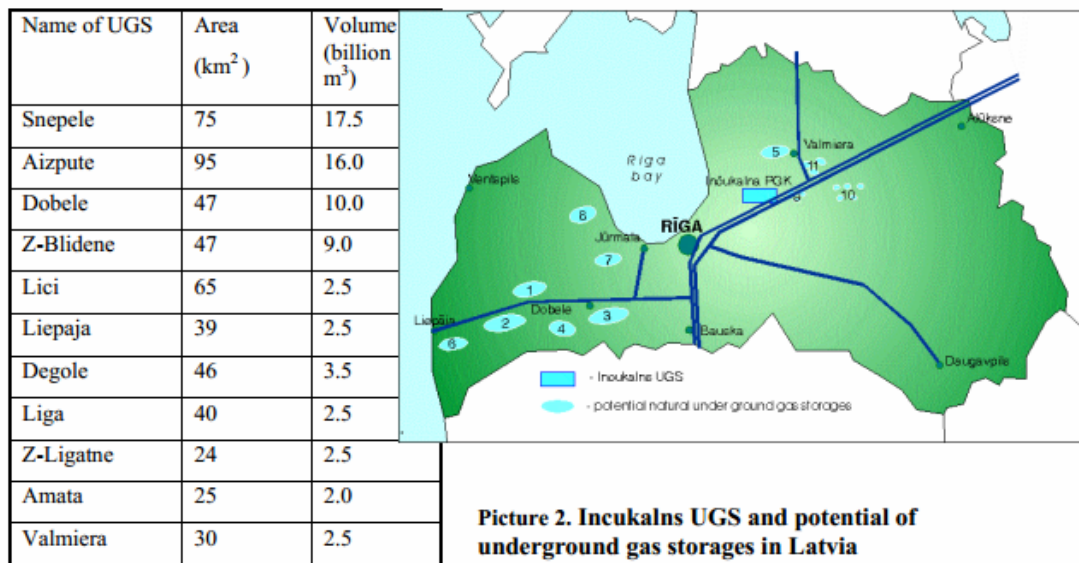 Name of UGS Area (km²) Volume (billion m³)
Snepele 75 17.5
Aizpute 95 16.0
Dobele 47 10.0
Z-Blidene 47 9.0
Lici 65 2.5
Liepaja 39 2.5
Degole 46 3.5
Liga 40 2.5
Z-Ligatne 24 2.5
Amata 25 2.0
Valmiera 30 2.5
Alūksne
Valmiera
5
11
Riga
bay
Inčukalns PGK
Ventspils
9
10
8
RĪGA
Jūrmala
7
1
Dobele
Liepāja
2
3
4
6
Bauska
Daugavpils
- Inčukalns UGS
- potential natural under ground gas storages
Picture 2. Incukalns UGS and potential of
underground gas storages in Latvia